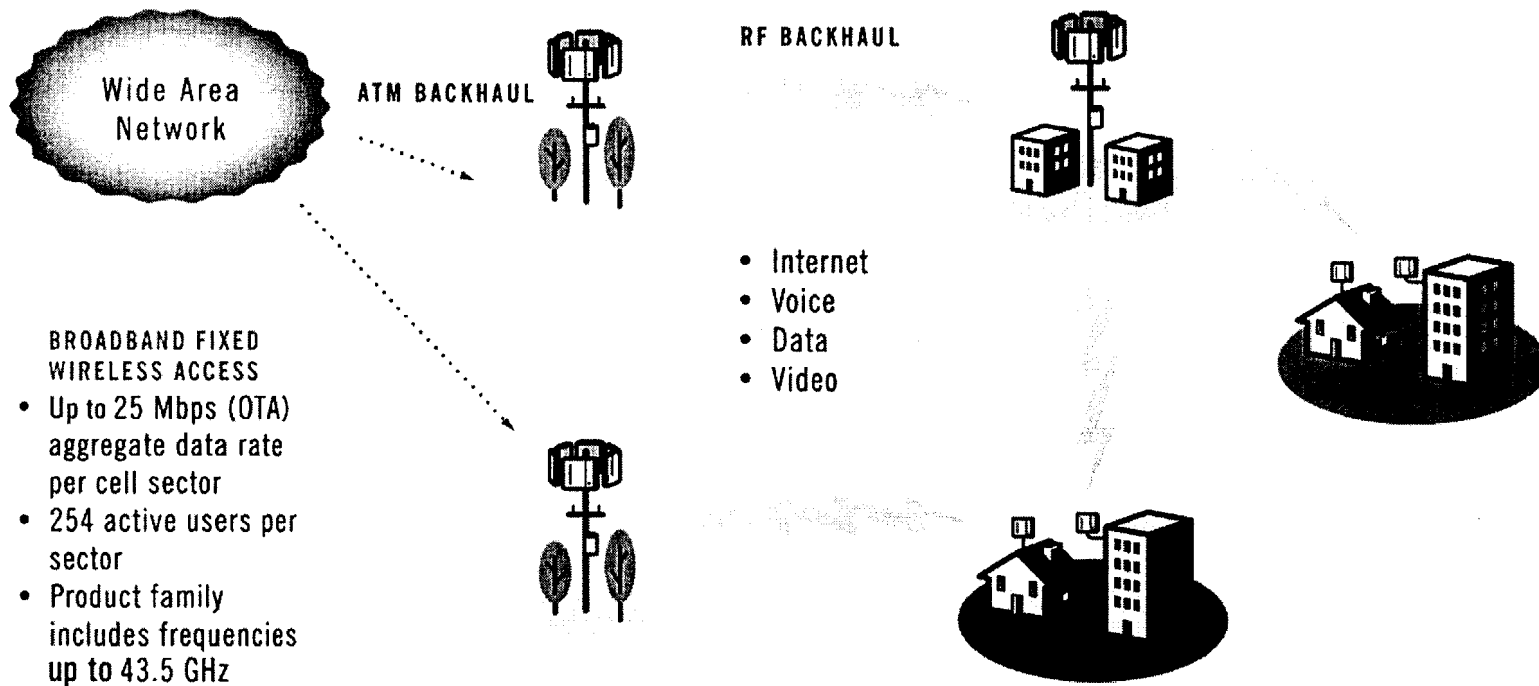 Wide Area
Network
ATM BACKHAUL
RF BACKHAUL
• Internet
• Voice
• Data
• Video
BROADBAND FIXED
WIRELESS ACCESS
• Up to 25 Mbps (OTA)
aggregate data rate
per cell sector
• 254 active users per
sector
• Product family
includes frequencies
up to 43.5 GHz